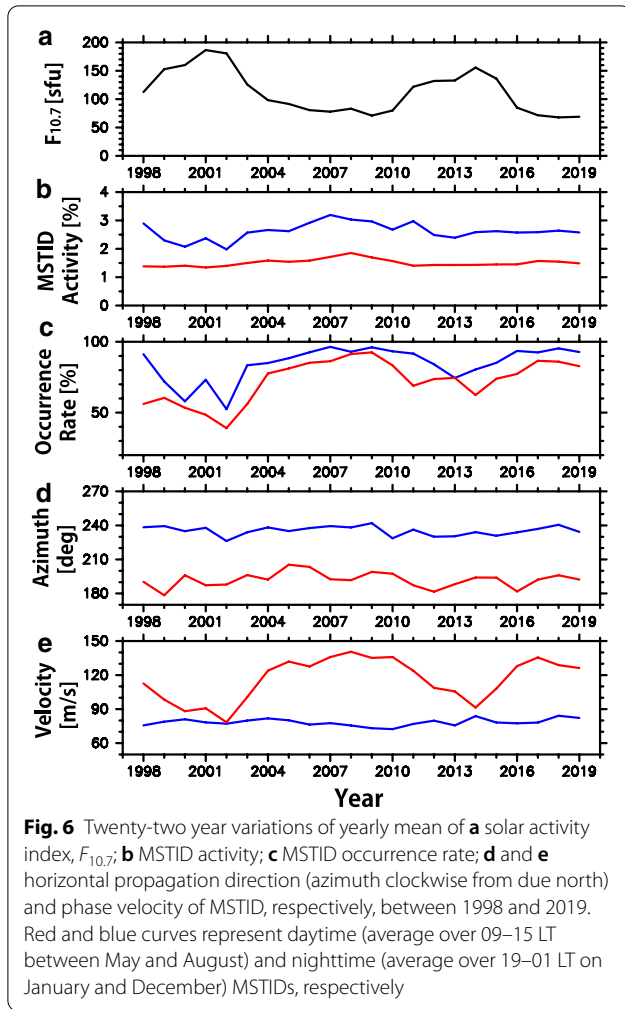 a
F10.7 [sfu]
200
150
100
50
0
1998 2001 2004 2007 2010 2013 2016 2019
b
MSTID
Activity [%]
4
3
2
1
0
1998 2001 2004 2007 2010 2013 2016 2019
c
Occurrence
Rate [%]
100
50
1998 2001 2004 2007 2010 2013 2016 2019
d
Azimuth
[deg]
270
240
210
180
1998 2001 2004 2007 2010 2013 2016 2019
e
Velocity
[m/s]
150
120
90
60
1998 2001 2004 2007 2010 2013 2016 2019
Year
Fig. 6 Twenty-two year variations of yearly mean of a solar activity
index, F10.7; b MSTID activity; c MSTID occurrence rate; d and e
horizontal propagation direction (azimuth clockwise from due north)
and phase velocity of MSTID, respectively, between 1998 and 2019.
Red and blue curves represent daytime (average over 09–15 LT
between May and August) and nighttime (average over 19–01 LT on
January and December) MSTIDs, respectively